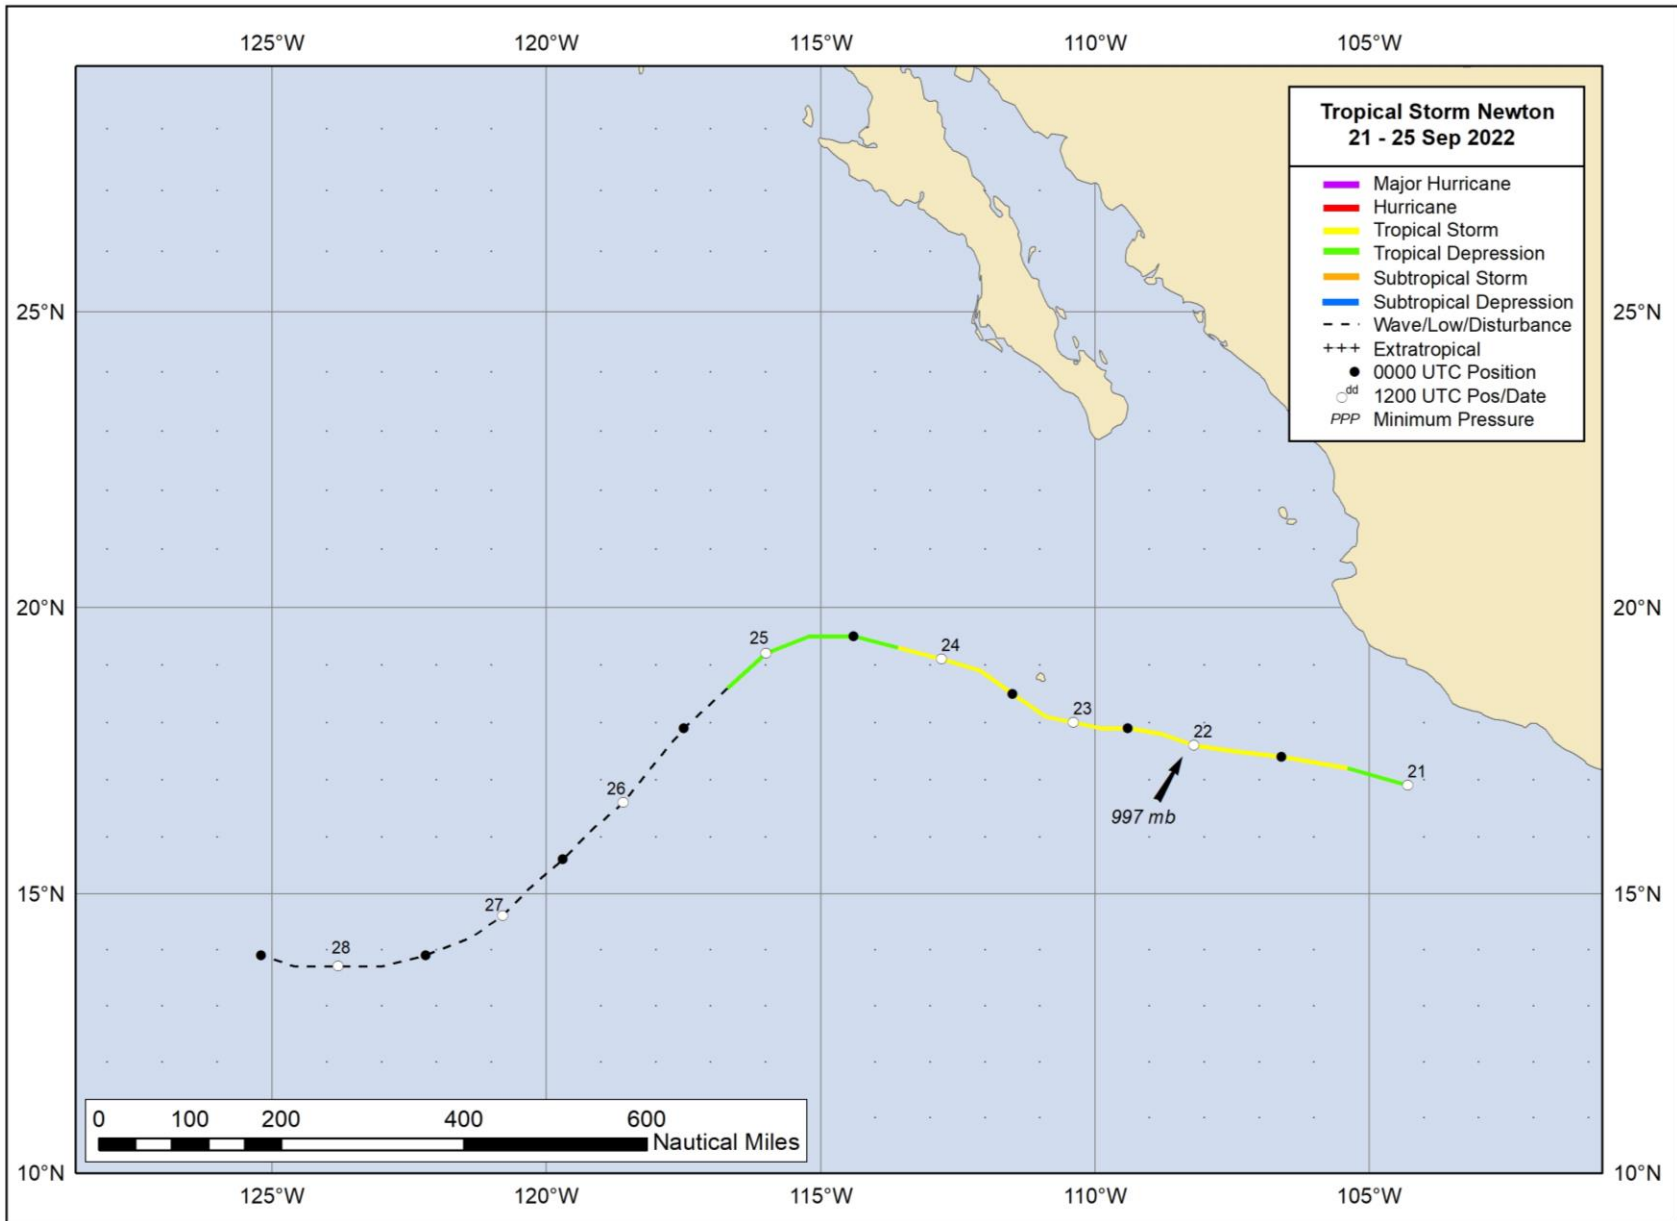 125°W 120°W 115°W 110°W 105°W
Tropical Storm Newton
21 - 25 Sep 2022
Major Hurricane
Hurricane
Tropical Storm
Tropical Depression
Subtropical Storm
Subtropical Depression
Wave/Low/Disturbance
+++ Extratropical
0000 UTC Position
dd 1200 UTC Pos/Date
PPP Minimum Pressure
25°N 25°N
20°N 20°N
25
24
23
22
21
997 mb
26
15°N 15°N
27
28
0 100 200 400 600
Nautical Miles
10°N 10°N
125°W 120°W 115°W 110°W 105°W